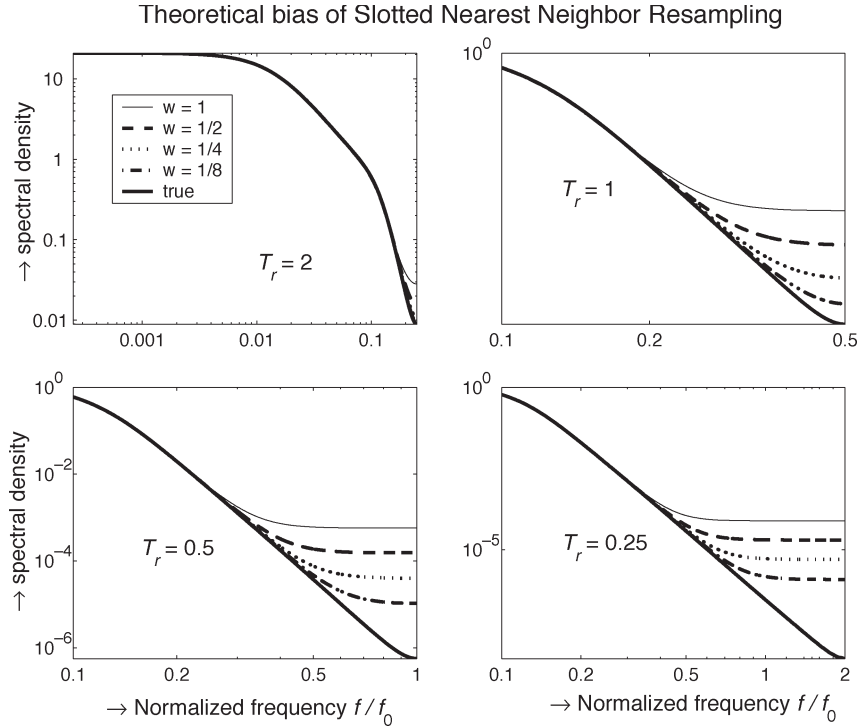 Theoretical bias of Slotted Nearest Neighbor Resampling
→ spectral density
10
1
0.1
0.01
w = 1
w = 1/2
w = 1/4
w = 1/8
true
T_r = 2
0.001 0.01 0.1
10^0
T_r = 1
0.1 0.2 0.5
→ spectral density
10^0
10^−2
10^−4
10^−6
T_r = 0.5
0.1 0.2 0.5 1
→ Normalized frequency f / f_0
10^0
10^−5
T_r = 0.25
0.1 0.2 0.5 1 2
→ Normalized frequency f / f_0